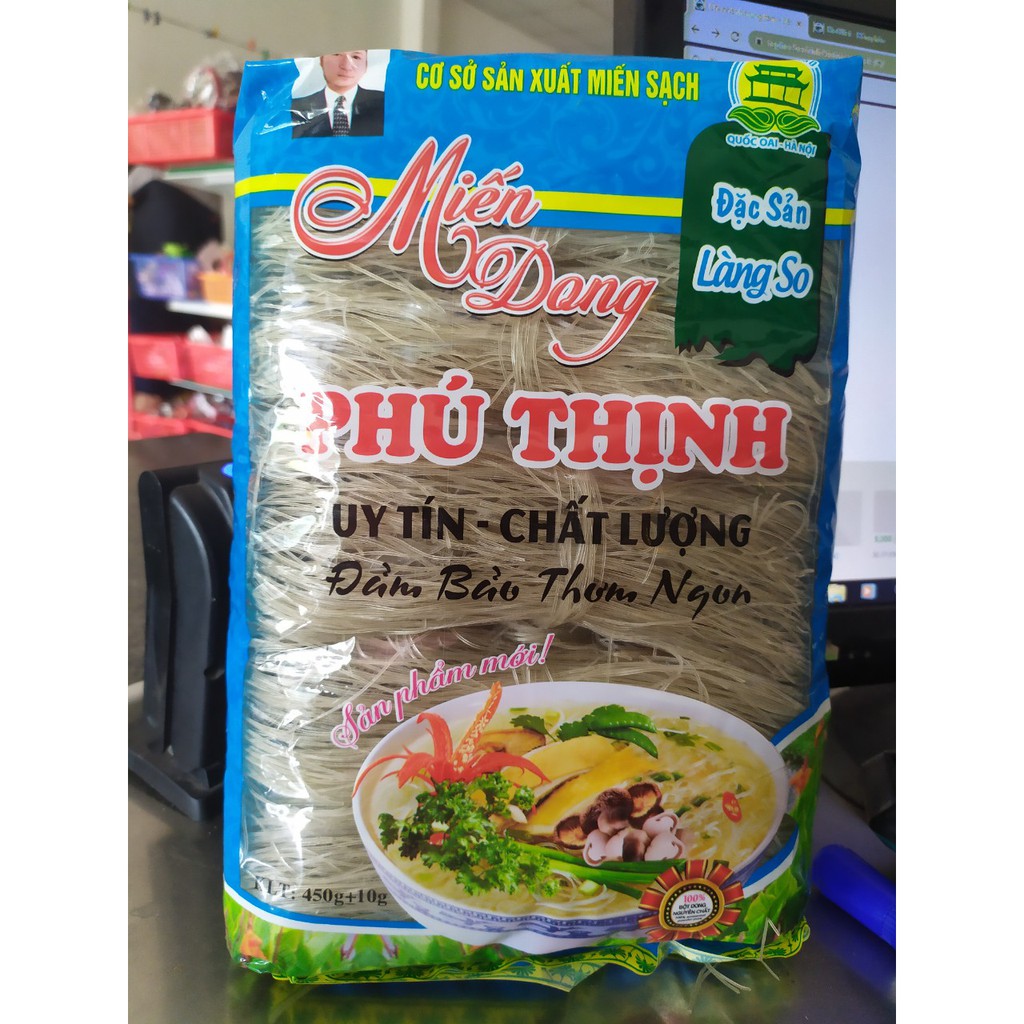 CƠ SỞ SẢN XUẤT MIẾN SẠCH
QUỐC OAI - HÀ NỘI
Đặc Sản
Làng So
Miến
Dong
PHÚ THỊNH
UY TÍN - CHẤT LƯỢNG
Đảm Bảo Thơm Ngon
Sản phẩm mới!
KLT: 450g±10g
100%
BỘT DONG
NGUYÊN CHẤT